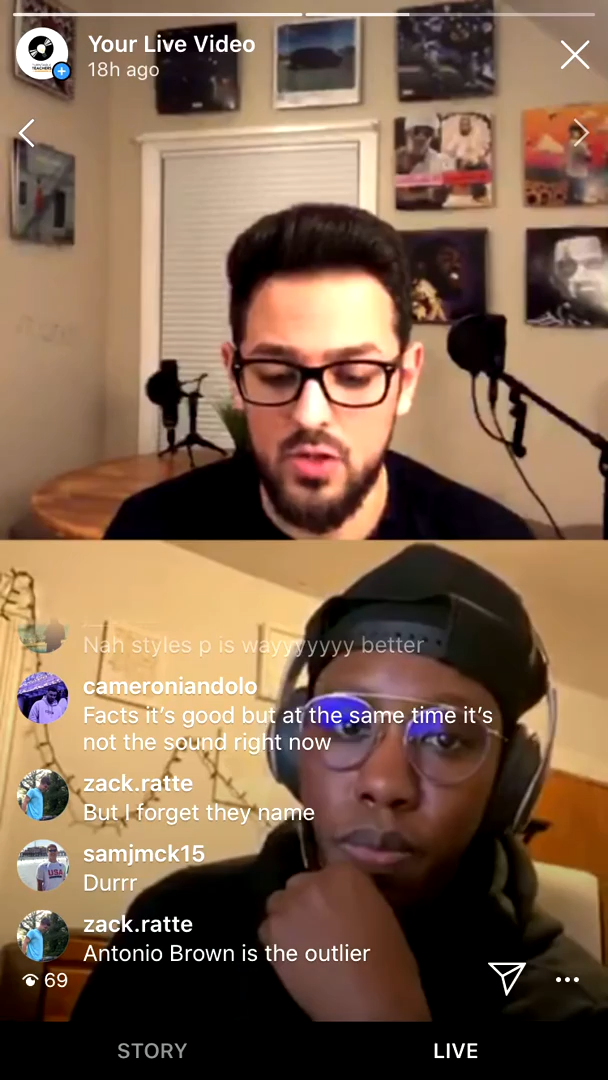 Your Live Video
18h ago
Nah styles p is wayyyyyyy better
cameroniandolo
Facts it’s good but at the same time it’s
not the sound right now
zack.ratte
But I forget they name
samjmck15
Durrr
zack.ratte
Antonio Brown is the outlier
69
STORY
LIVE